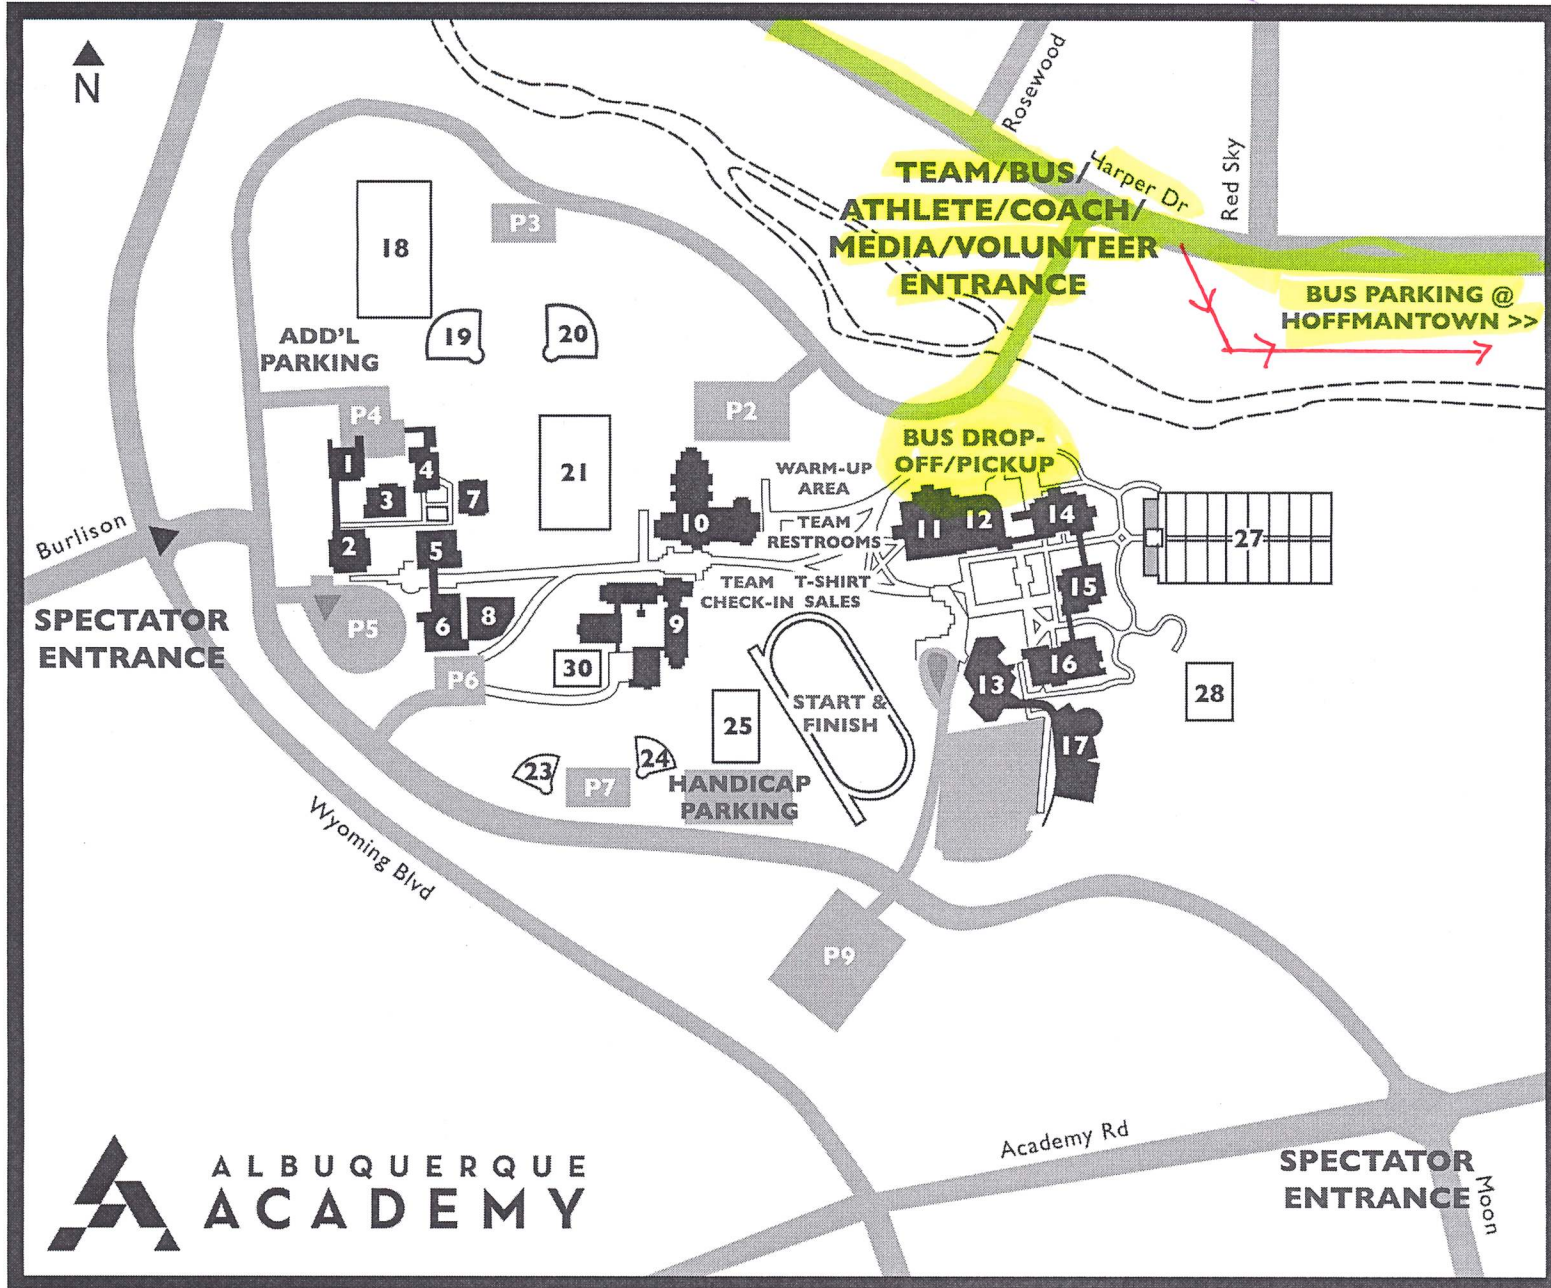 N
Rosewood
Harper Dr
Red Sky
TEAM/BUS/
ATHLETE/COACH/
MEDIA/VOLUNTEER
ENTRANCE
BUS PARKING @
HOFFMANTOWN >>
P3
18
19
20
ADD'L
PARKING
P4
P2
BUS DROP-
OFF/PICKUP
WARM-UP
AREA
1
4
3
7
21
10
TEAM
RESTROOMS
11
12
14
27
Burlison
2
5
TEAM
CHECK-IN
T-SHIRT
SALES
15
SPECTATOR
ENTRANCE
P5
6
8
9
30
P6
16
13
28
START &
FINISH
25
17
23
24
P7
HANDICAP
PARKING
Wyoming Blvd
P9
Academy Rd
SPECTATOR
ENTRANCE
Moon
ALBUQUERQUE
ACADEMY